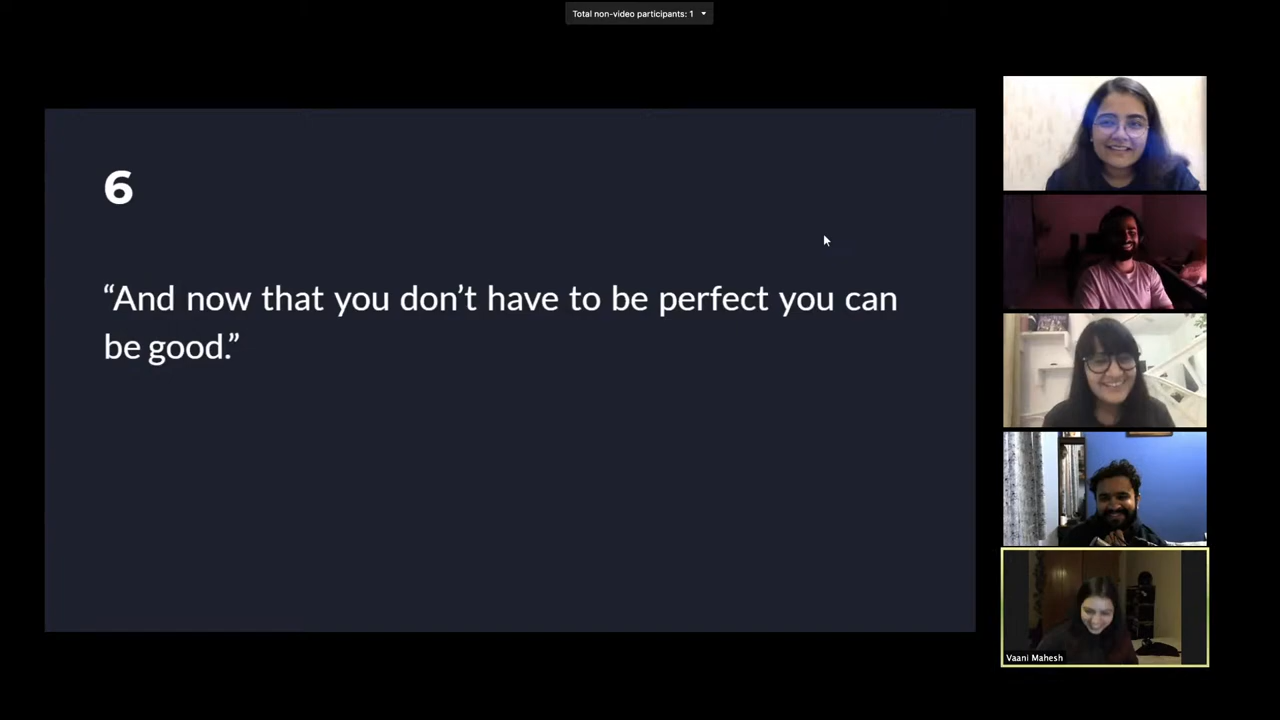 Total non-video participants: 1
6
“And now that you don’t have to be perfect you can
be good.”
Vaani Mahesh